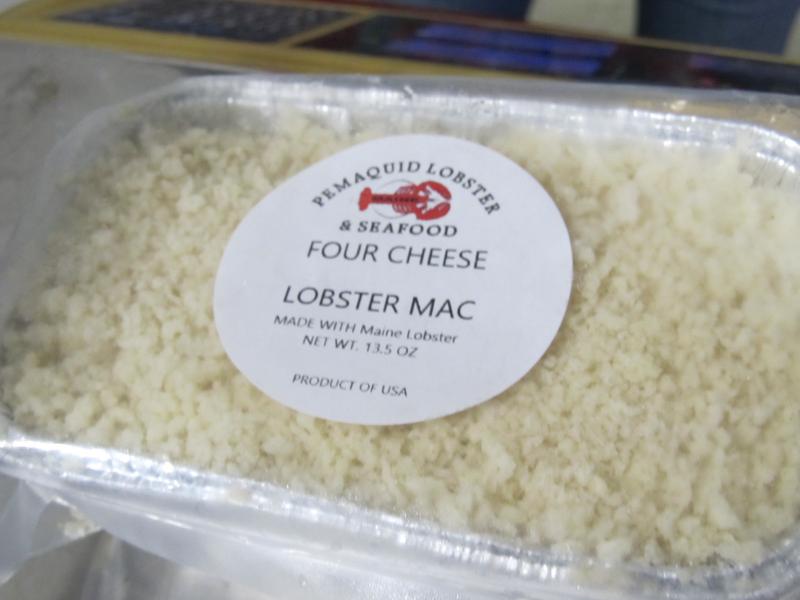 PEMAQUID LOBSTER
& SEAFOOD
FOUR CHEESE
LOBSTER MAC
MADE WITH Maine Lobster
NET WT. 13.5 OZ
PRODUCT OF USA